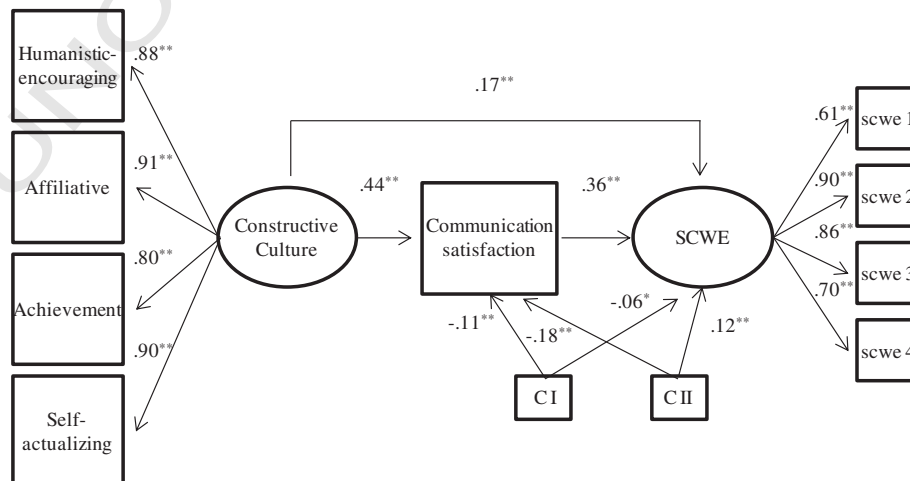 UNC
Humanistic-
encouraging
.88**
Affiliative
.91**
Achievement
.80**
Self-
actualizing
.90**
Constructive
Culture
.17**
.44**
Communication
satisfaction
.36**
SCWE
-.11**
-.18**
-.06*
.12**
C I
C II
.61**
scwe 1
.90**
scwe 2
.86**
scwe 3
.70**
scwe 4